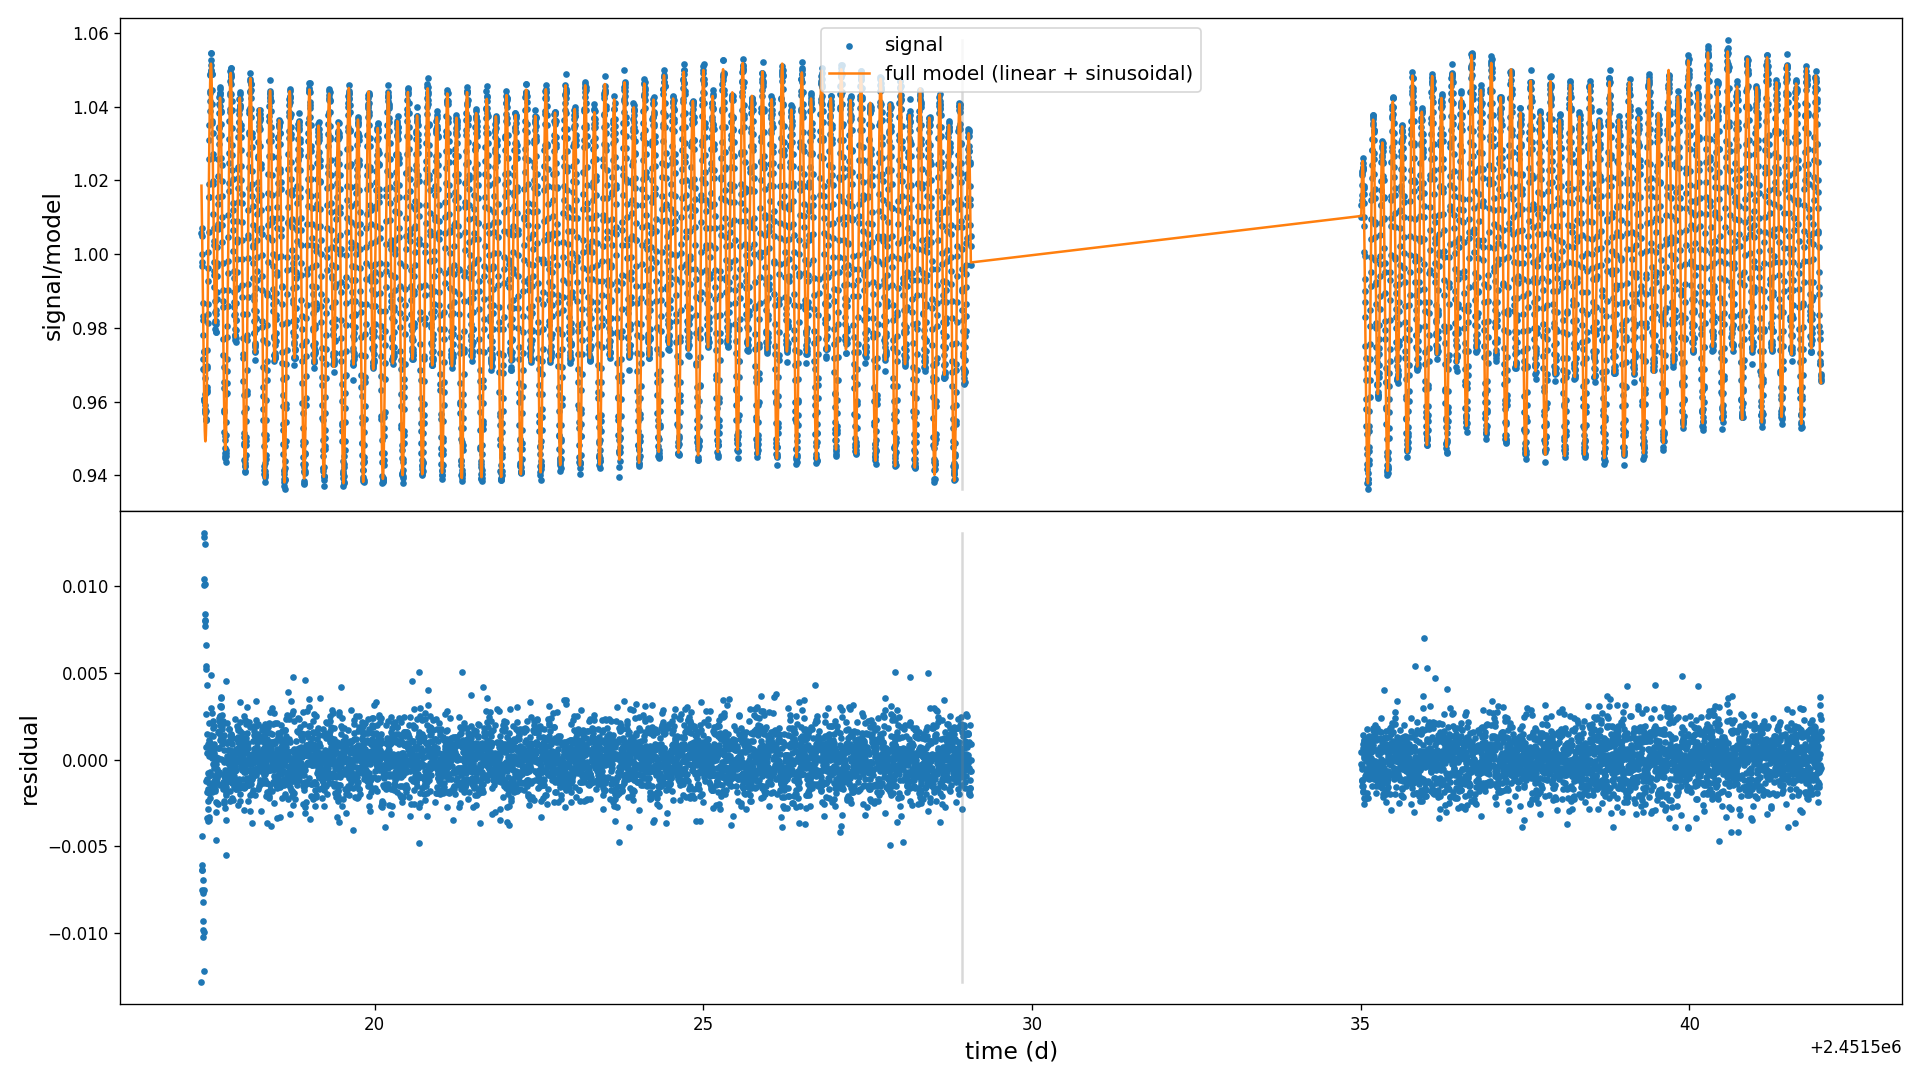 signal
full model (linear + sinusoidal)
signal/model
1.06
1.04
1.02
1.00
0.98
0.96
0.94
residual
0.010
0.005
0.000
−0.005
−0.010
20
25
30
35
40
time (d)
+2.4515e6